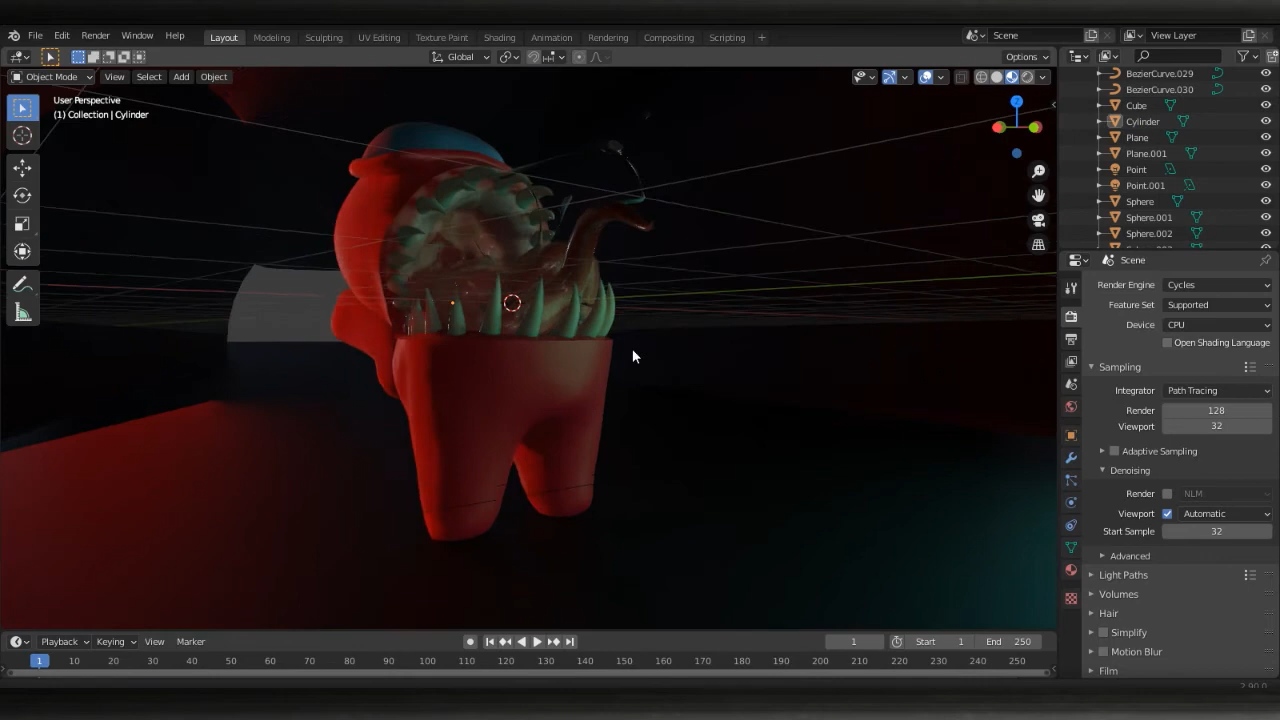 File Edit Render Window Help Layout Modeling Sculpting UV Editing Texture Paint Shading Animation Rendering Compositing Scripting + Scene View Layer
Global Options
Object Mode View Select Add Object
User Perspective
(1) Collection | Cylinder
Z
BezierCurve.029
BezierCurve.030
Cube
Cylinder
Plane
Plane.001
Point
Point.001
Sphere
Sphere.001
Sphere.002
Scene
Render Engine Cycles
Feature Set Supported
Device CPU
Open Shading Language
Sampling
Integrator Path Tracing
Render 128
Viewport 32
Adaptive Sampling
Denoising
Render NLM
Viewport Automatic
Start Sample 32
Advanced
Light Paths
Volumes
Hair
Simplify
Motion Blur
Film
Playback Keying View Marker 1 Start 1 End 250
1 10 20 30 40 50 60 70 80 90 100 110 120 130 140 150 160 170 180 190 200 210 220 230 240 250
2.90.0